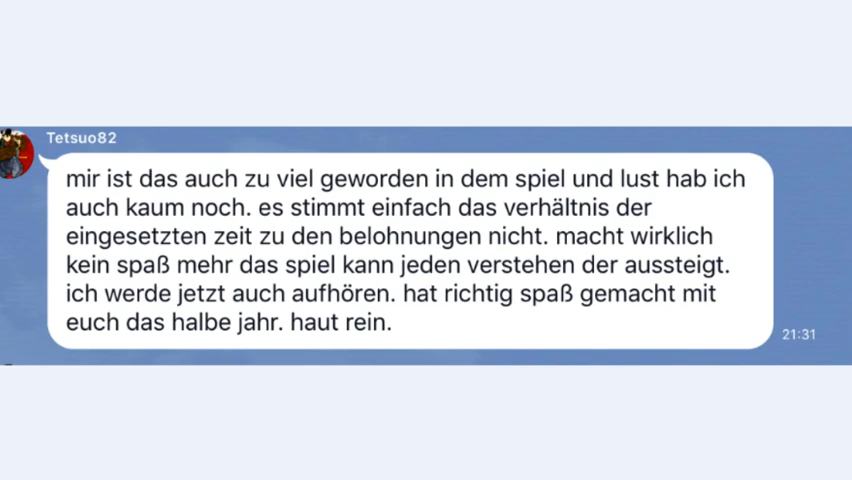 Tetsuo82
mir ist das auch zu viel geworden in dem spiel und lust hab ich
auch kaum noch. es stimmt einfach das verhältnis der
eingesetzten zeit zu den belohnungen nicht. macht wirklich
kein spaß mehr das spiel kann jeden verstehen der aussteigt.
ich werde jetzt auch aufhören. hat richtig spaß gemacht mit
euch das halbe jahr. haut rein.
21:31